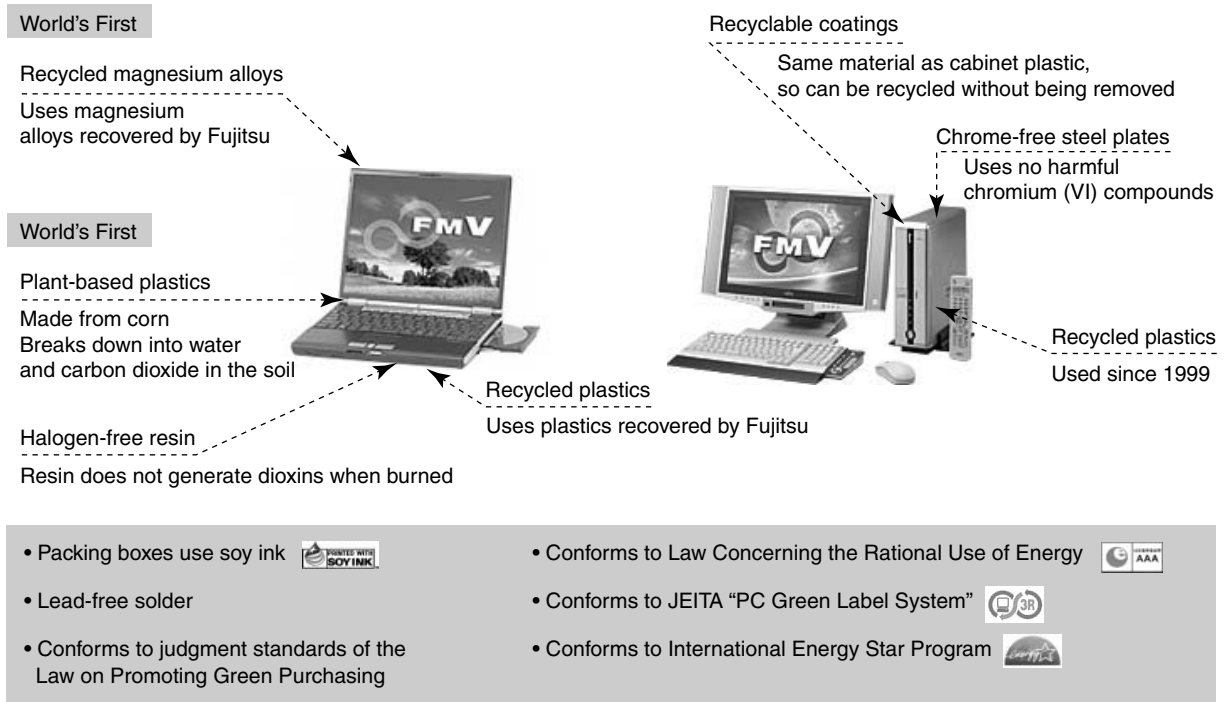 World's First
Recycled magnesium alloys
Uses magnesium
alloys recovered by Fujitsu
World's First
Plant-based plastics
Made from corn
Breaks down into water
and carbon dioxide in the soil
Halogen-free resin
Resin does not generate dioxins when burned
FMV
Recycled plastics
Uses plastics recovered by Fujitsu
Recyclable coatings
Same material as cabinet plastic,
so can be recycled without being removed
Chrome-free steel plates
Uses no harmful
chromium (VI) compounds
FMV
Recycled plastics
Used since 1999
• Packing boxes use soy ink
PRINTED WITH
SOY INK
• Lead-free solder
• Conforms to judgment standards of the
Law on Promoting Green Purchasing
• Conforms to Law Concerning the Rational Use of Energy
AAA
• Conforms to JEITA “PC Green Label System”
3R
• Conforms to International Energy Star Program
energy